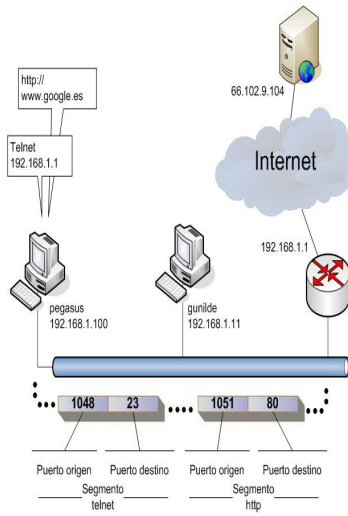 http://
www.google.es
Telnet
192.168.1.1
66.102.9.104
Internet
192.168.1.1
pegasus
192.168.1.100
gunilde
192.168.1.11
1048 23 1051 80
Puerto origen Puerto destino Puerto origen Puerto destino
Segmento Segmento
telnet http